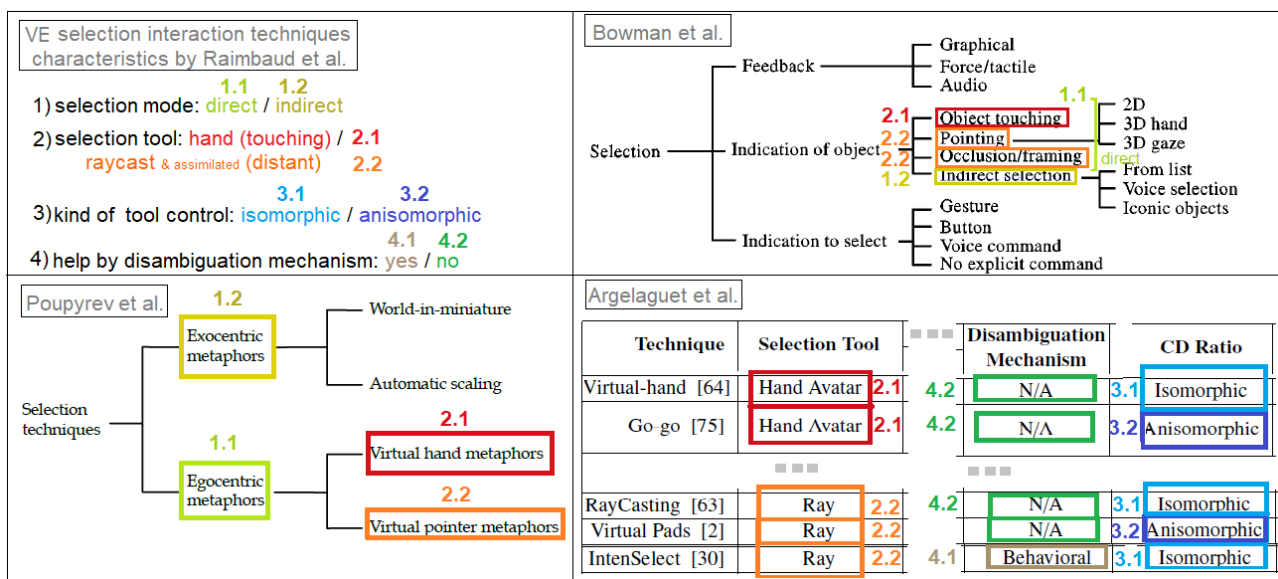 VE selection interaction techniques
characteristics by Raimbaud et al.
1.1 1.2
1) selection mode: direct / indirect
2) selection tool: hand (touching) / 2.1
raycast & assimilated (distant) 2.2
3.1 3.2
3) kind of tool control: isomorphic / anisomorphic
4.1 4.2
4) help by disambiguation mechanism: yes / no
Bowman et al.
Selection
Feedback
Graphical
Force/tactile
Audio
Indication of object
2.1 Object touching
2.2 Pointing
2.2 Occlusion/framing
1.2 Indirect selection
1.1
direct
2D
3D hand
3D gaze
From list
Voice selection
Iconic objects
Indication to select
Gesture
Button
Voice command
No explicit command
Poupyrev et al.
Selection
techniques
1.2
Exocentric
metaphors
World-in-miniature
Automatic scaling
1.1
Egocentric
metaphors
2.1
Virtual hand metaphors
2.2
Virtual pointer metaphors
Argelaguet et al.
Technique Selection Tool Disambiguation
Mechanism CD Ratio
Virtual-hand [64] Hand Avatar 2.1 4.2 N/A 3.1 Isomorphic
Go-go [75] Hand Avatar 2.1 4.2 N/A 3.2 Anisomorphic
RayCasting [63] Ray 2.2 4.2 N/A 3.1 Isomorphic
Virtual Pads [2] Ray 2.2 N/A 3.2 Anisomorphic
IntenSelect [30] Ray 2.2 4.1 Behavioral 3.1 Isomorphic